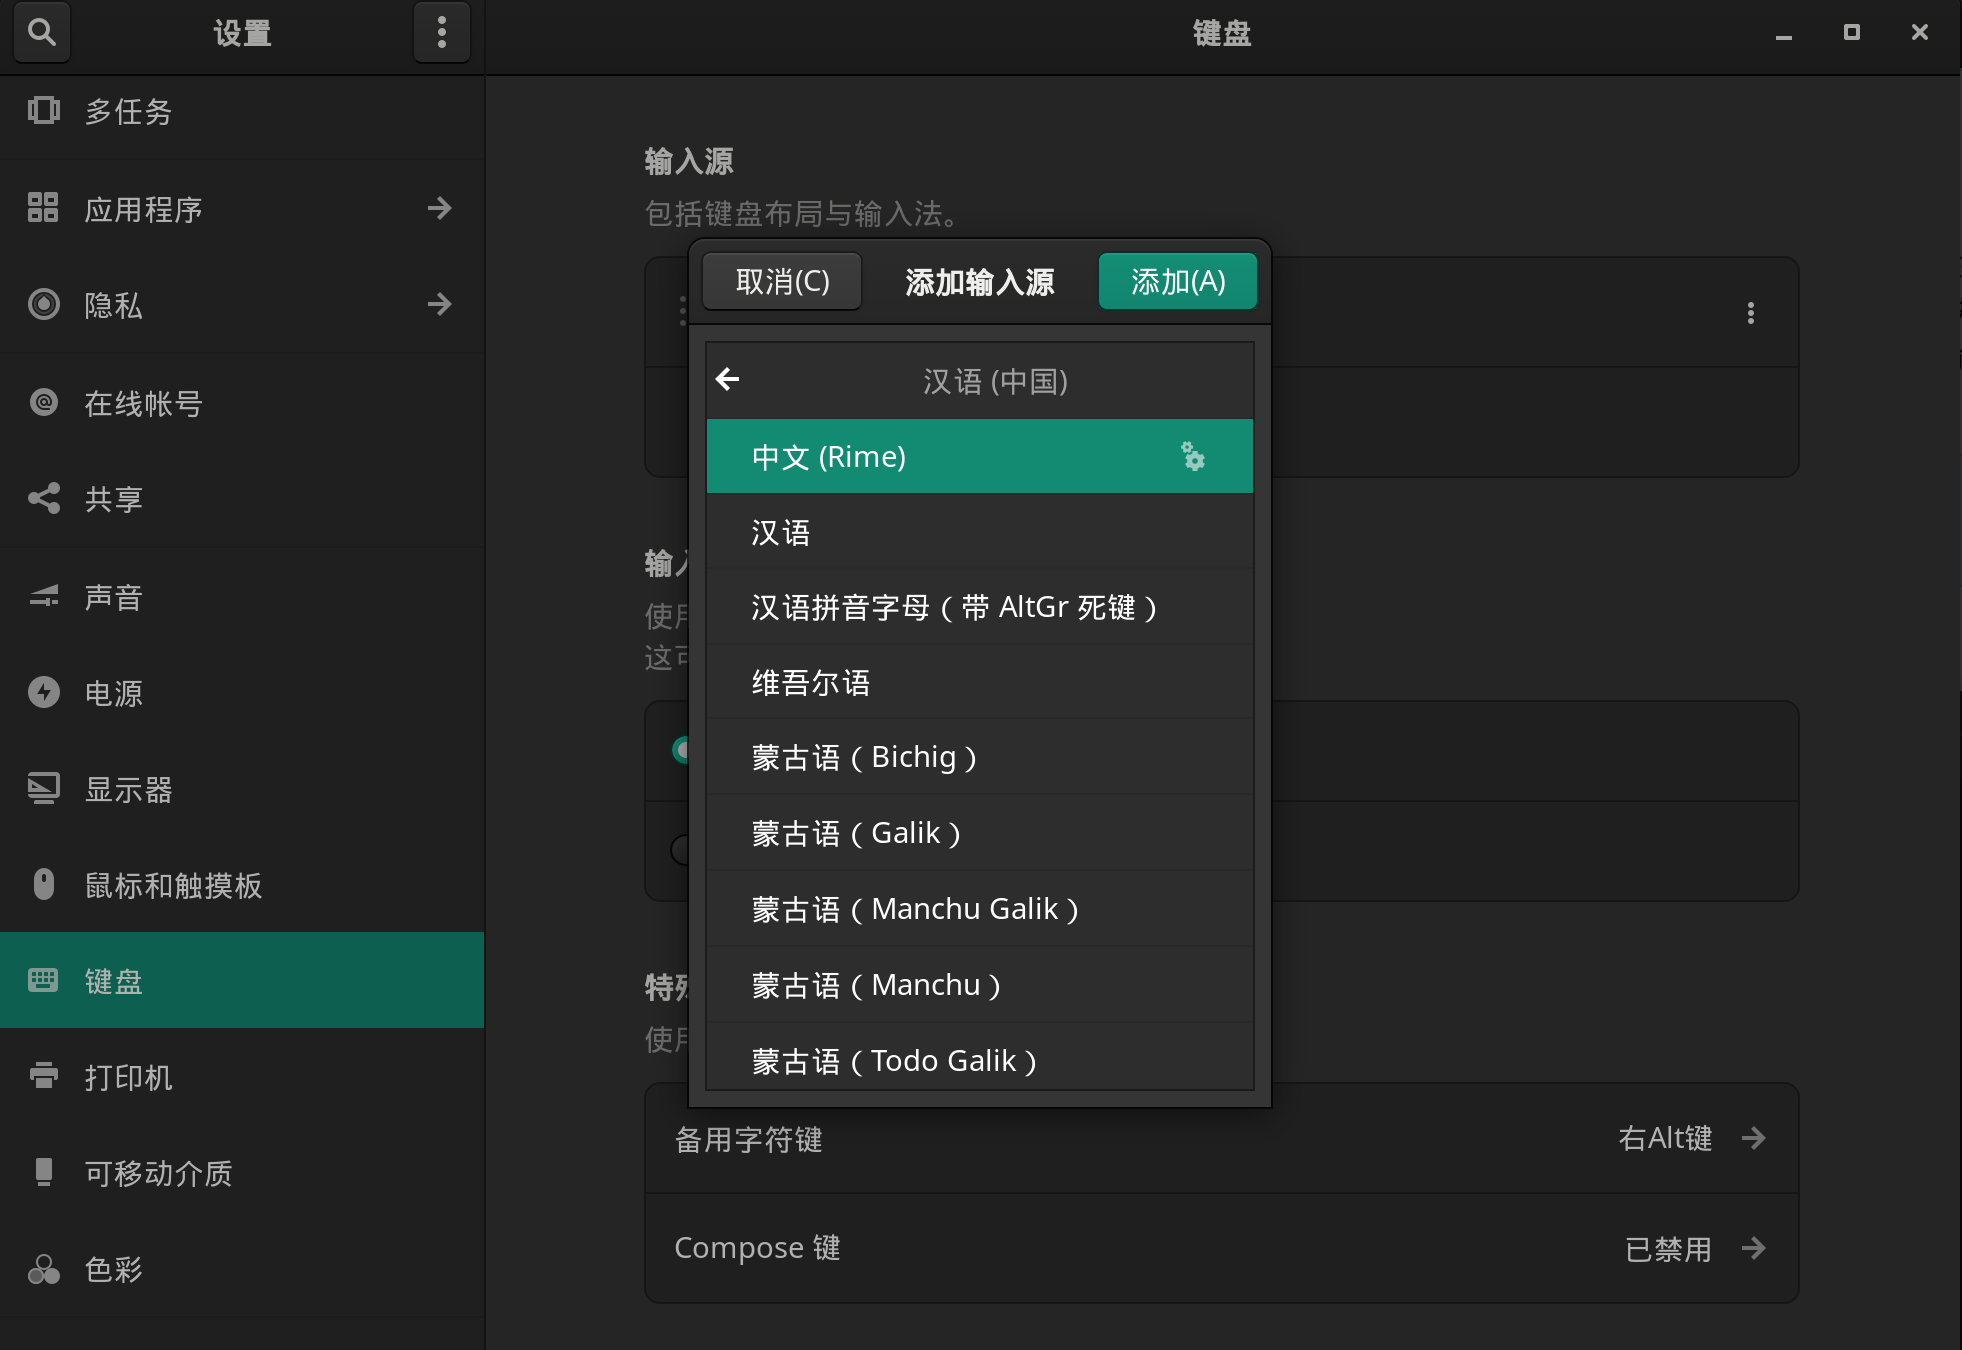 设置
多任务
应用程序
隐私
在线帐号
共享
声音
电源
显示器
鼠标和触摸板
键盘
打印机
可移动介质
色彩
键盘
输入源
包括键盘布局与输入法。
取消(C)
添加输入源
添加(A)
汉语 (中国)
中文 (Rime)
汉语
汉语拼音字母（带 AltGr 死键）
维吾尔语
蒙古语（Bichig）
蒙古语（Galik）
蒙古语（Manchu Galik）
蒙古语（Manchu）
蒙古语（Todo Galik）
输
使
这
特
使
备用字符键
右Alt键
Compose 键
已禁用